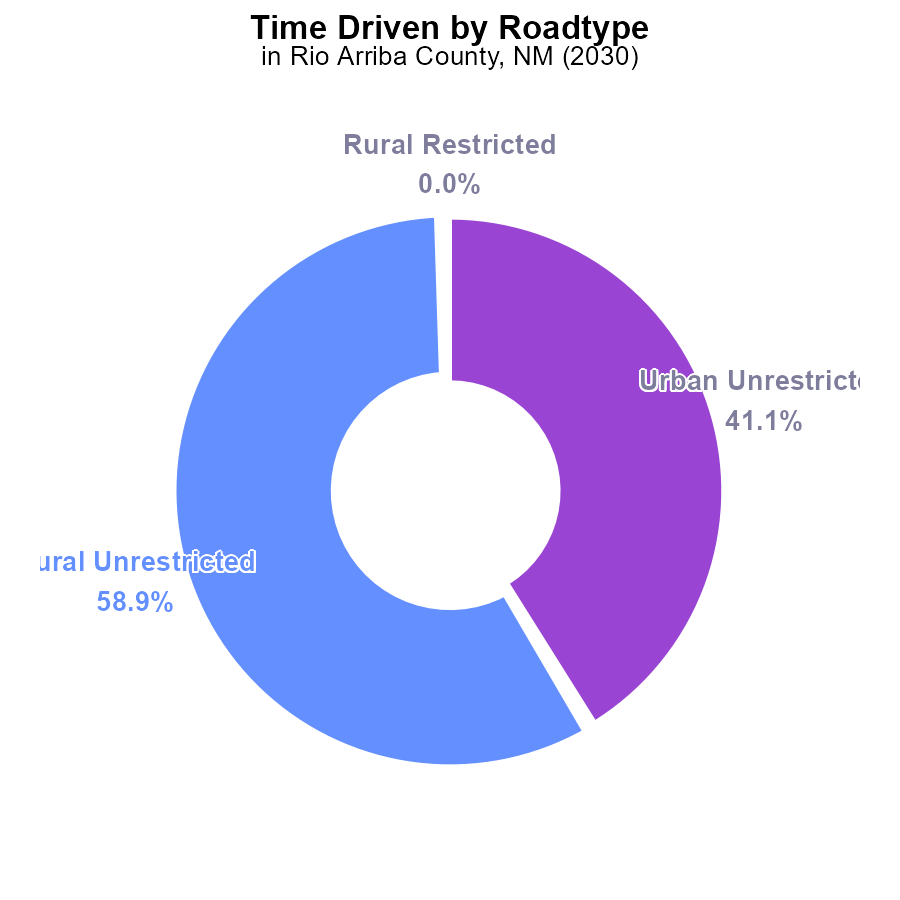 Time Driven by Roadtype
in Rio Arriba County, NM (2030)
Rural Restricted
0.0%
Urban Unrestricte
41.1%
ural Unrestricted
58.9%